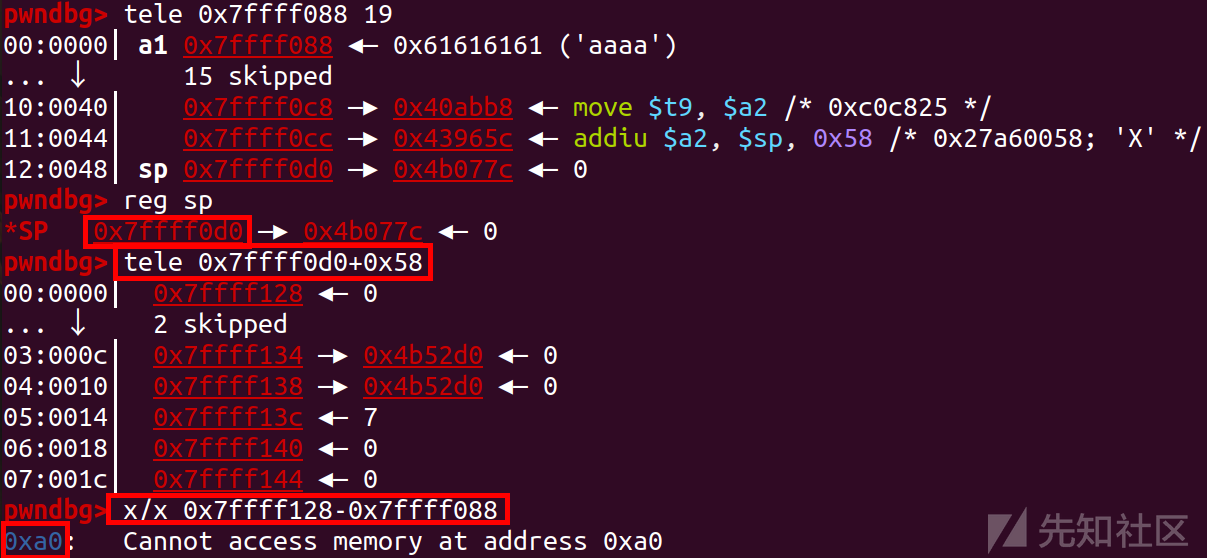 pwndbg> tele 0x7ffff088 19
00:0000│ a1 0x7ffff088 ◂— 0x61616161 ('aaaa')
... ↓ 15 skipped
10:0040│ 0x7ffff0c8 —▸ 0x40abb8 ◂— move $t9, $a2 /* 0xc0c825 */
11:0044│ 0x7ffff0cc —▸ 0x43965c ◂— addiu $a2, $sp, 0x58 /* 0x27a60058; 'X' */
12:0048│ sp 0x7ffff0d0 —▸ 0x4b077c ◂— 0
pwndbg> reg sp
*SP 0x7ffff0d0 —▸ 0x4b077c ◂— 0
pwndbg> tele 0x7ffff0d0+0x58
00:0000│ 0x7ffff128 ◂— 0
... ↓ 2 skipped
03:000c│ 0x7ffff134 —▸ 0x4b52d0 ◂— 0
04:0010│ 0x7ffff138 —▸ 0x4b52d0 ◂— 0
05:0014│ 0x7ffff13c ◂— 7
06:0018│ 0x7ffff140 ◂— 0
07:001c│ 0x7ffff144 ◂— 0
pwndbg> x/x 0x7ffff128-0x7ffff088
0xa0: Cannot access memory at address 0xa0
先知社区